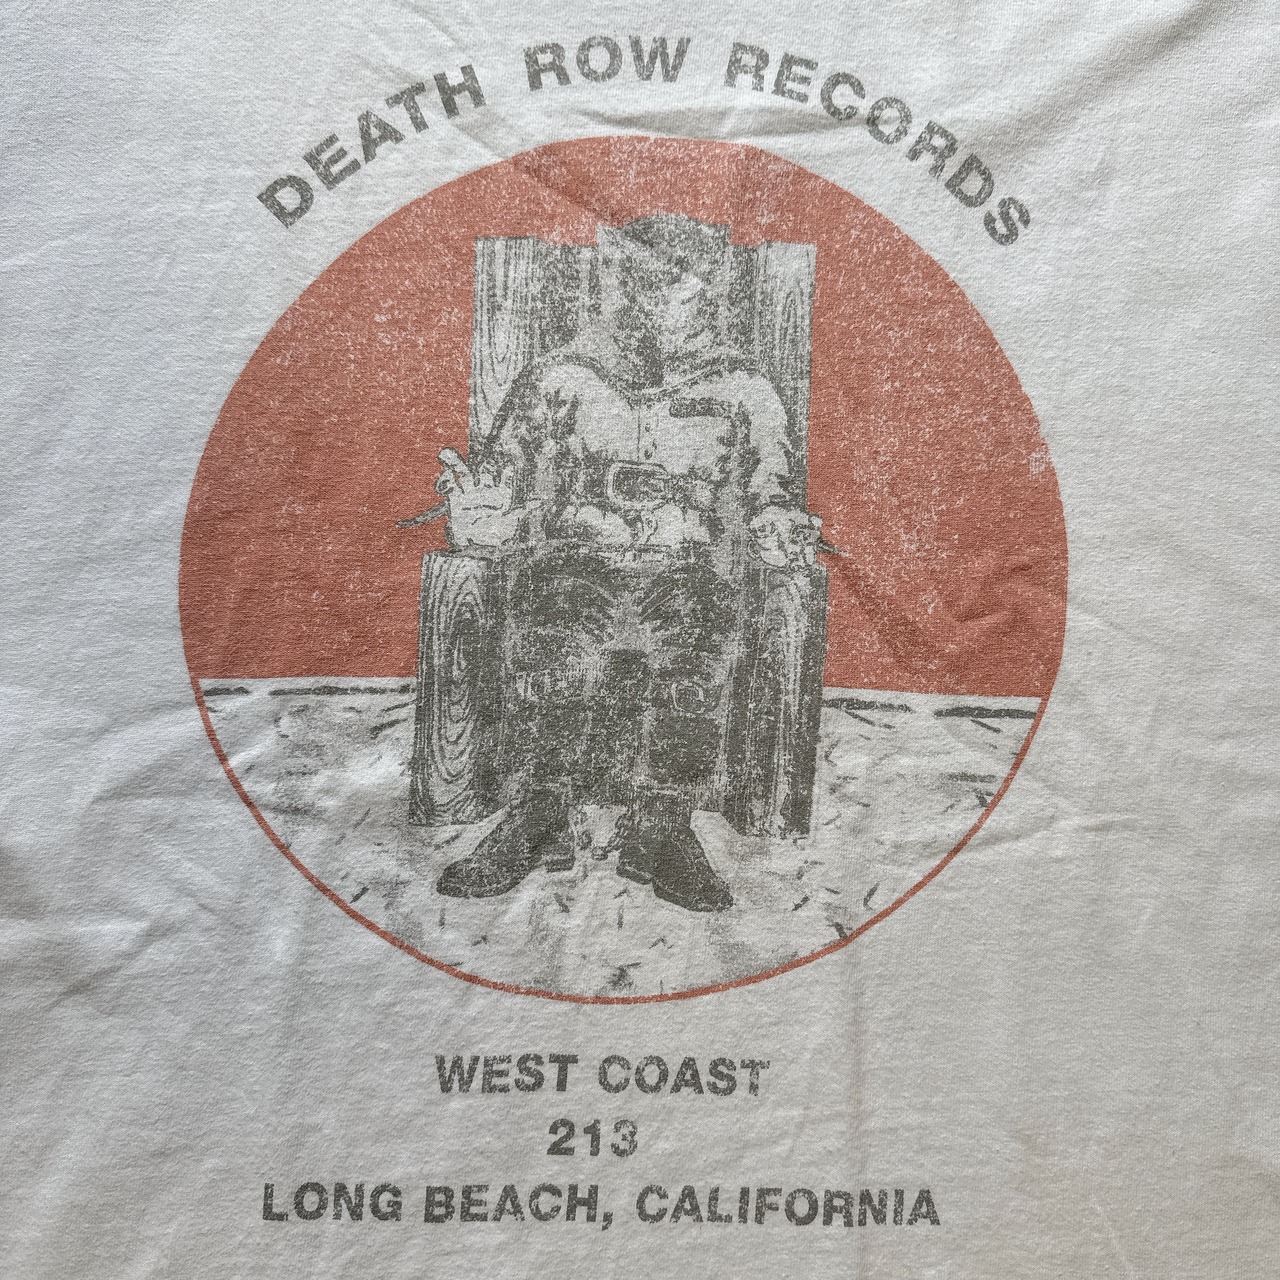 DEATH ROW RECORDS
WEST COAST
213
LONG BEACH, CALIFORNIA